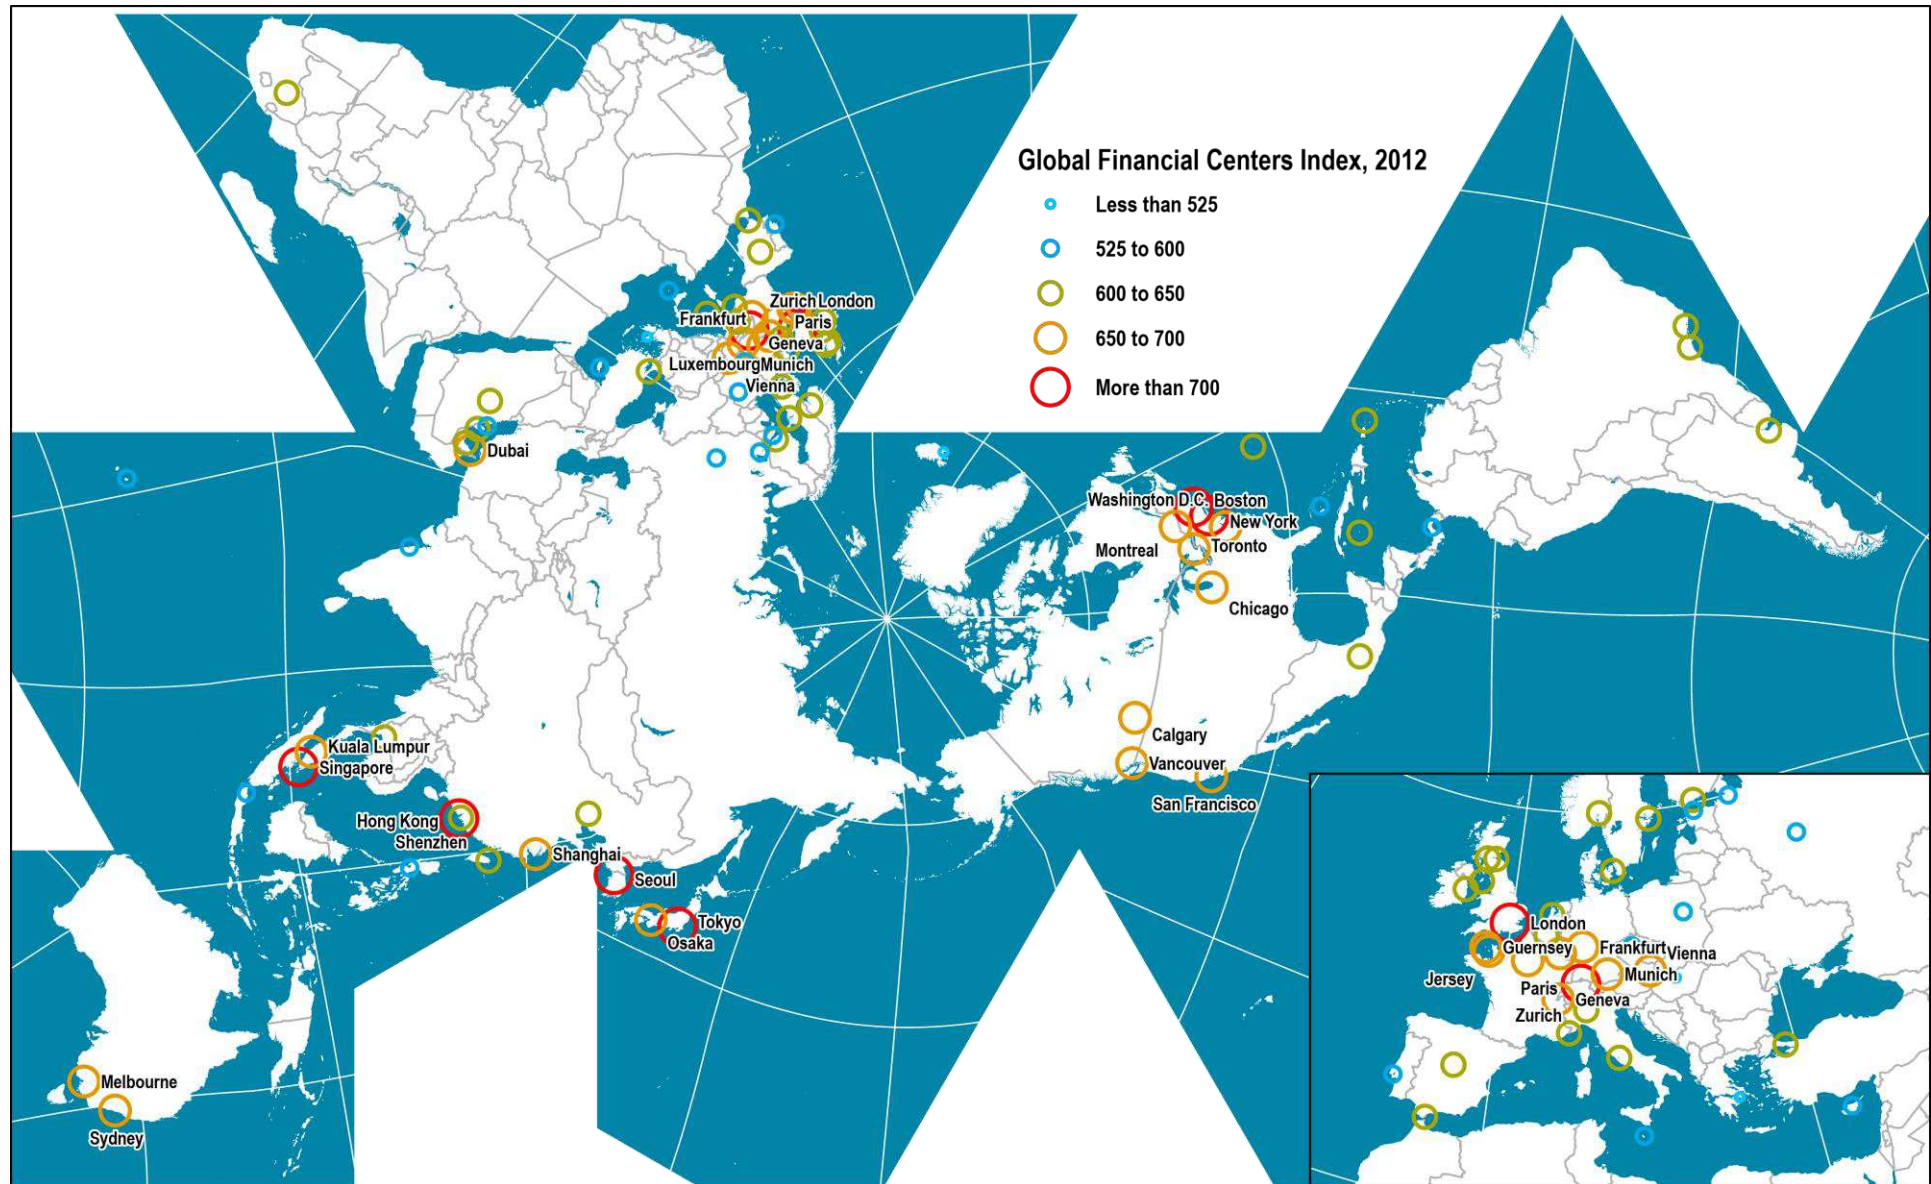 Global Financial Centers Index, 2012
Less than 525
525 to 600
600 to 650
650 to 700
More than 700
Zurich London
Frankfurt
Paris
Geneva
Luxembourg Munich
Vienna
Dubai
Washington D.C. Boston
New York
Montreal
Toronto
Chicago
Calgary
Vancouver
San Francisco
Kuala Lumpur
Singapore
Hong Kong
Shenzhen
Shanghai
Seoul
Tokyo
Osaka
Melbourne
Sydney
London
Guernsey
Frankfurt
Vienna
Jersey
Munich
Paris
Geneva
Zurich